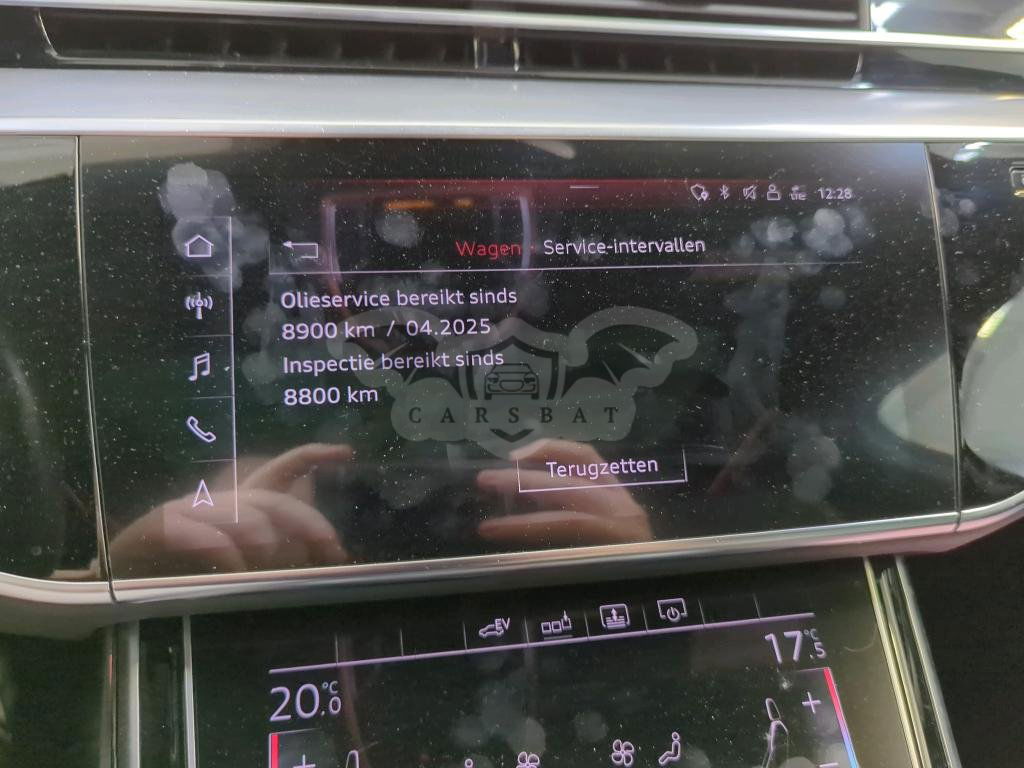 12:28
Wagen · Service-intervallen
Olieservice bereikt sinds
8900 km / 04.2025
Inspectie bereikt sinds
8800 km
CARSBAT
Terugzetten
EV
20.0 °C
17.5 °C